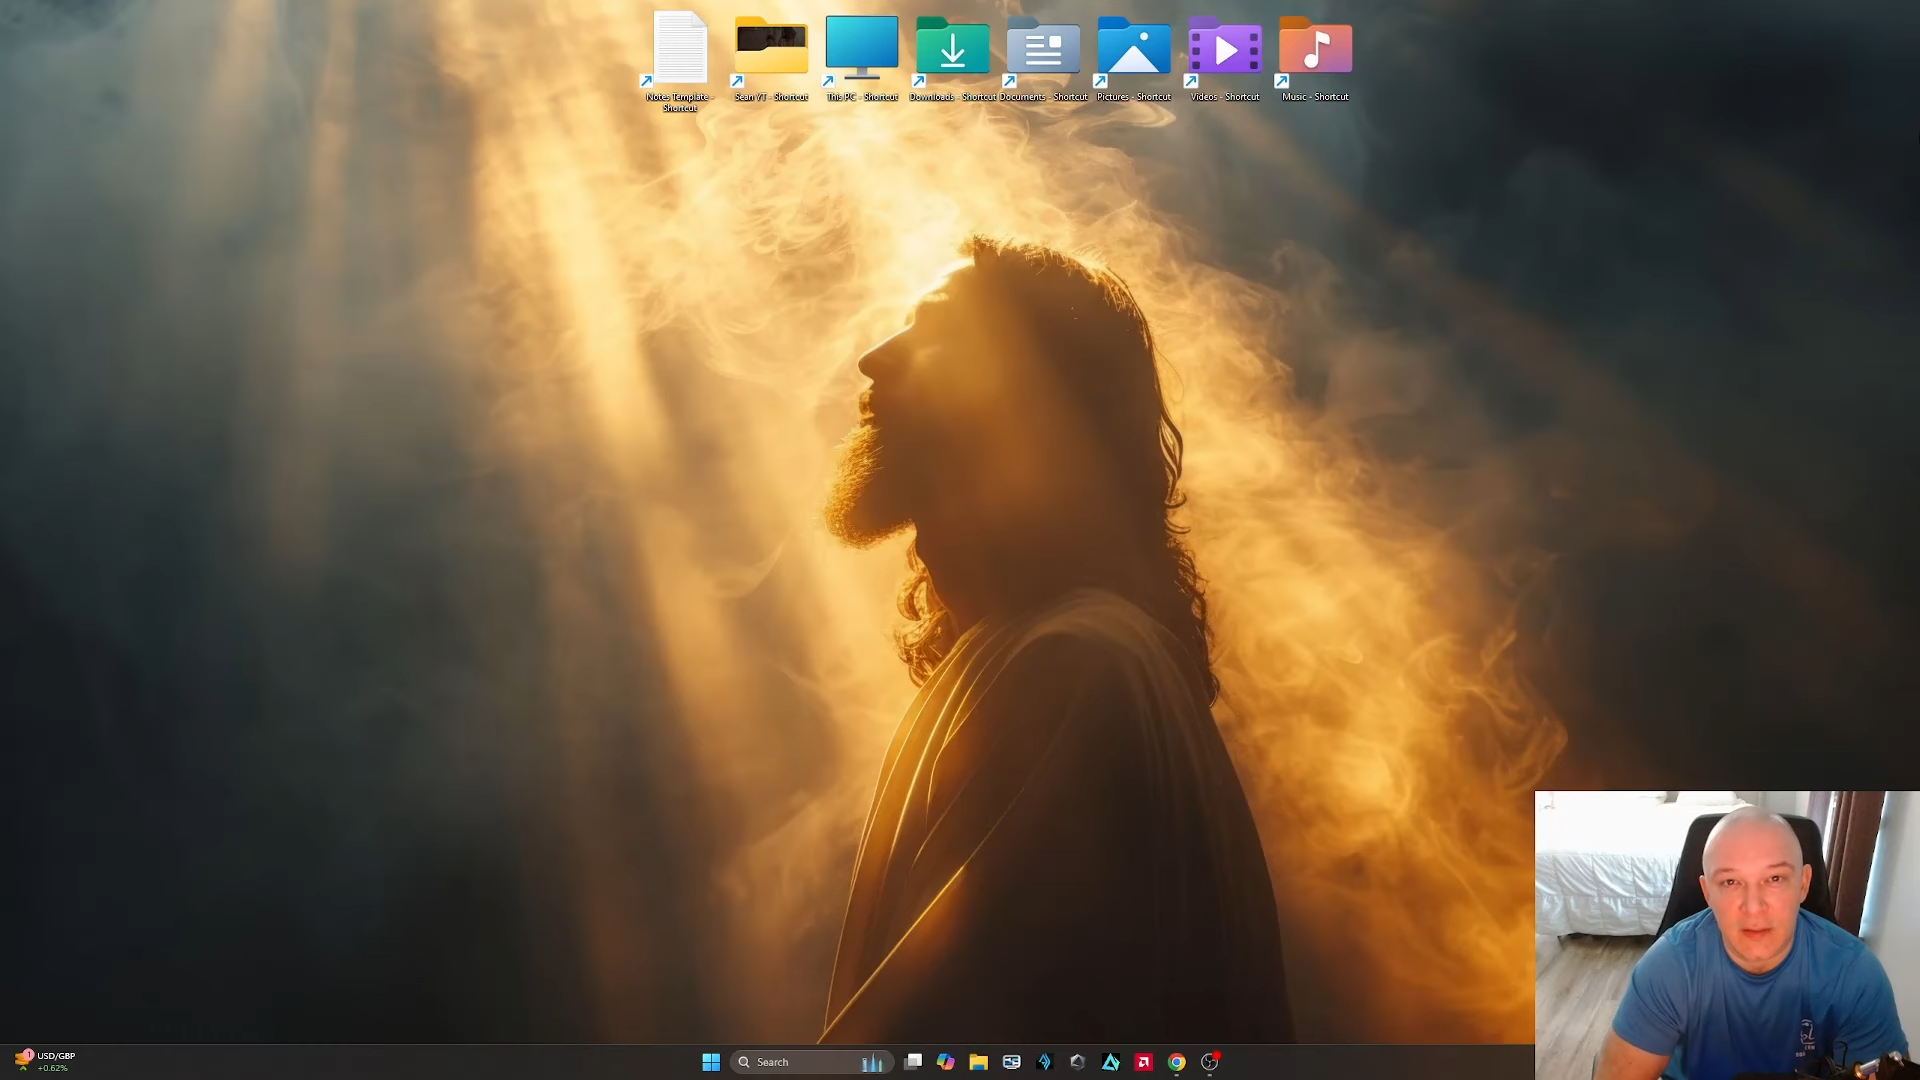 Notes Template - Shortcut
Sean YT - Shortcut
This PC - Shortcut
Downloads - Shortcut
Documents - Shortcut
Pictures - Shortcut
Videos - Shortcut
Music - Shortcut
1
USD/GBP
+0.62%
Search